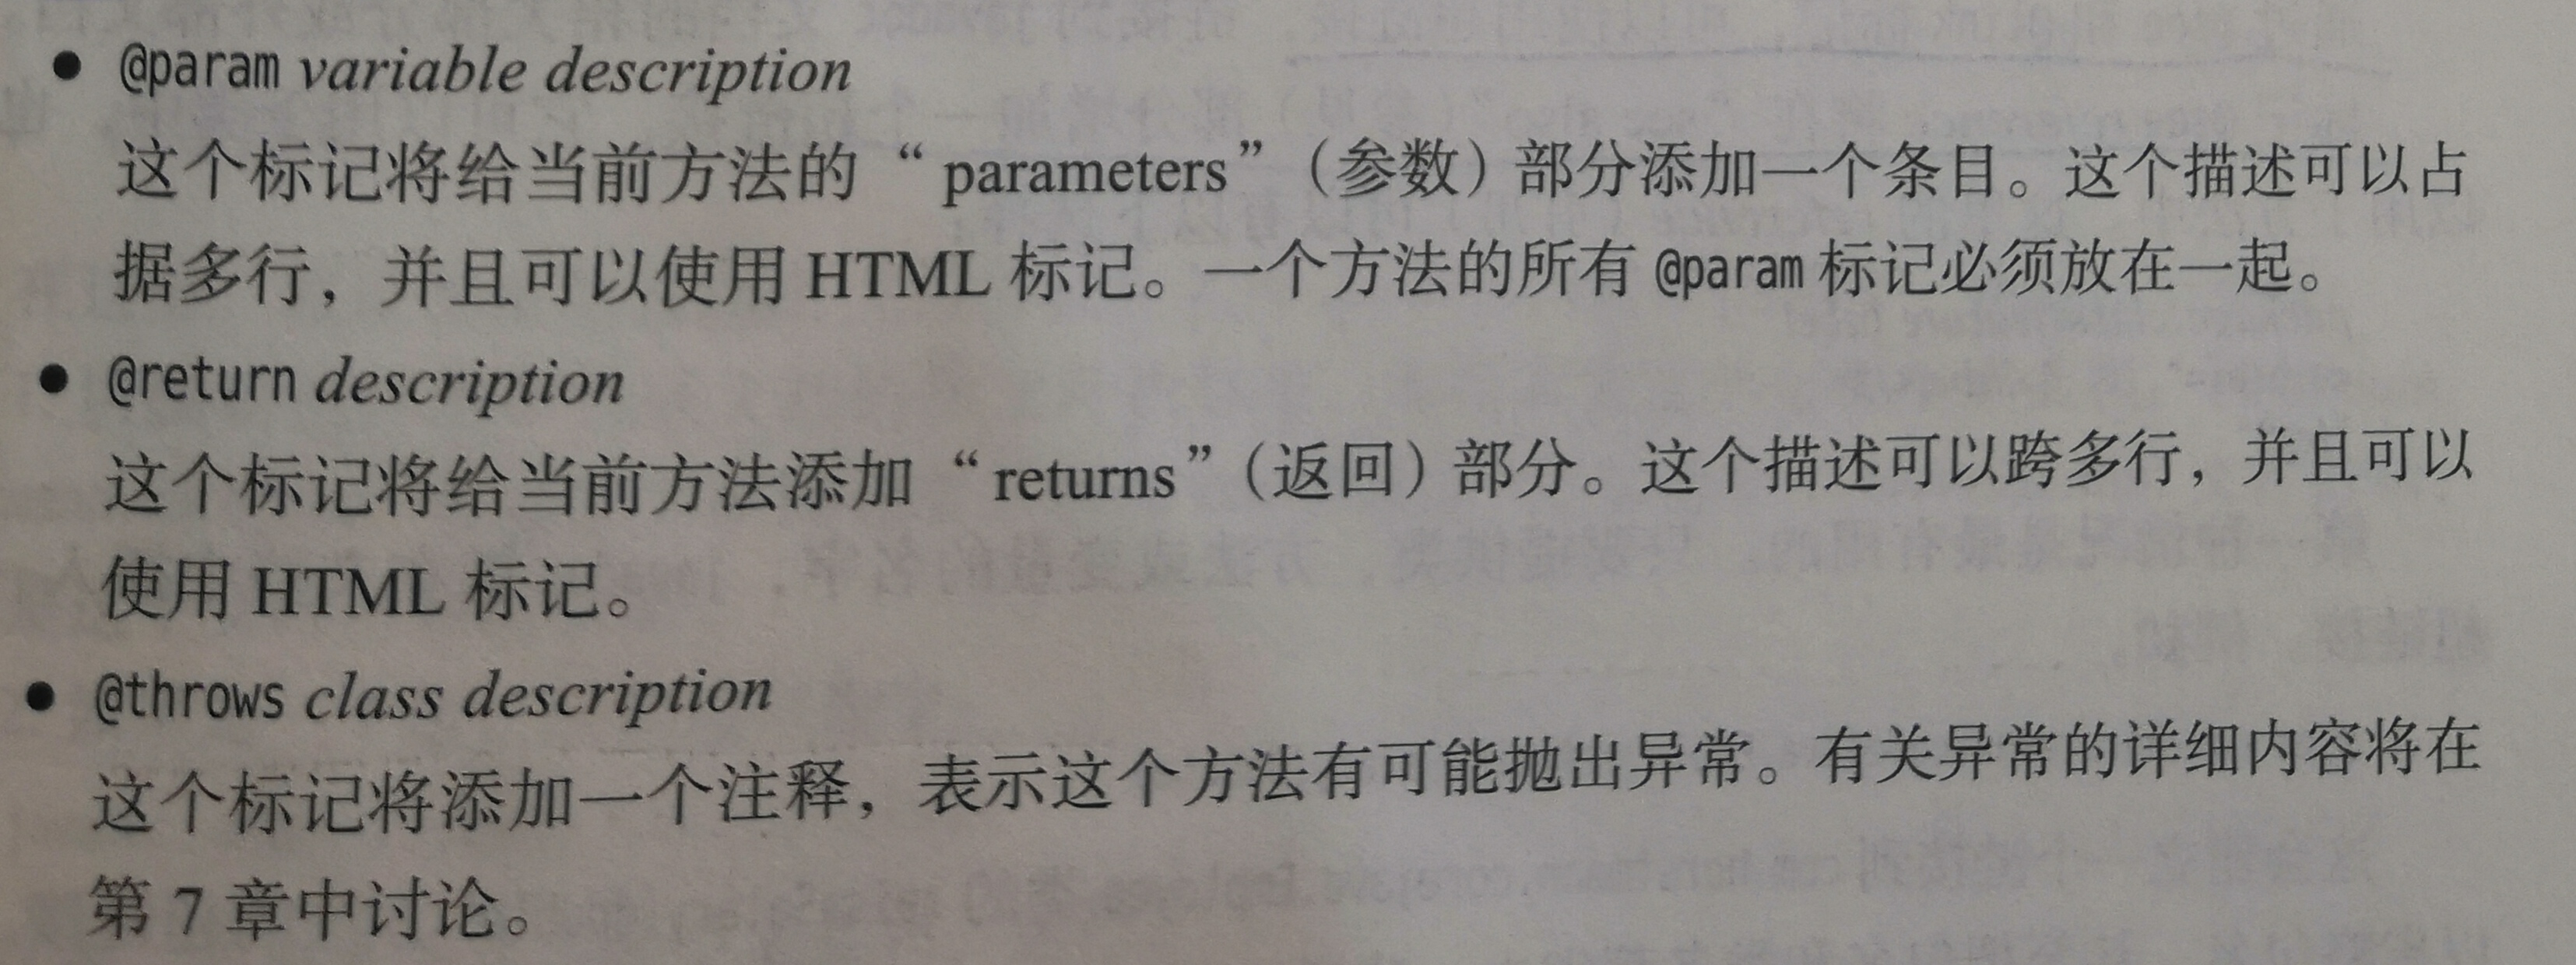 ● @param variable description
这个标记将给当前方法的“parameters”（参数）部分添加一个条目。这个描述可以占
据多行，并且可以使用 HTML 标记。一个方法的所有 @param 标记必须放在一起。
● @return description
这个标记将给当前方法添加“returns”（返回）部分。这个描述可以跨多行，并且可以
使用 HTML 标记。
● @throws class description
这个标记将添加一个注释，表示这个方法有可能抛出异常。有关异常的详细内容将在
第 7 章中讨论。